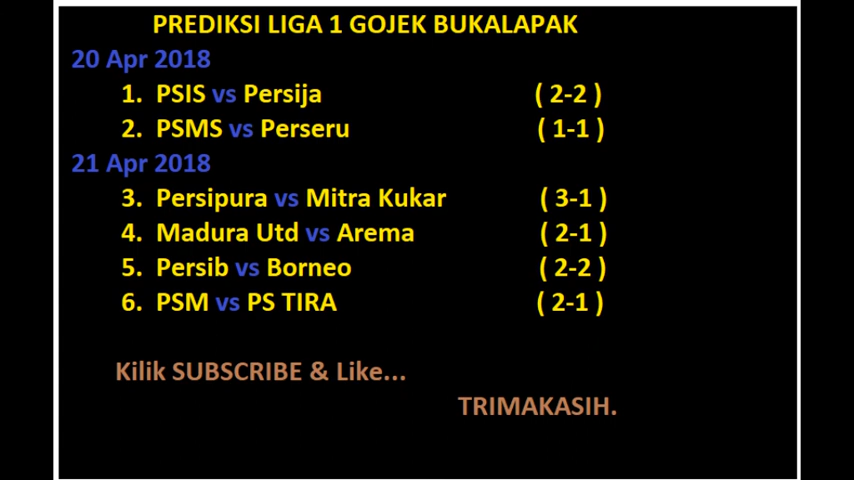 PREDIKSI LIGA 1 GOJEK BUKALAPAK
20 Apr 2018
1. PSIS vs Persija ( 2-2 )
2. PSMS vs Perseru ( 1-1 )
21 Apr 2018
3. Persipura vs Mitra Kukar ( 3-1 )
4. Madura Utd vs Arema ( 2-1 )
5. Persib vs Borneo ( 2-2 )
6. PSM vs PS TIRA ( 2-1 )
Kilik SUBSCRIBE & Like...
TRIMAKASIH.